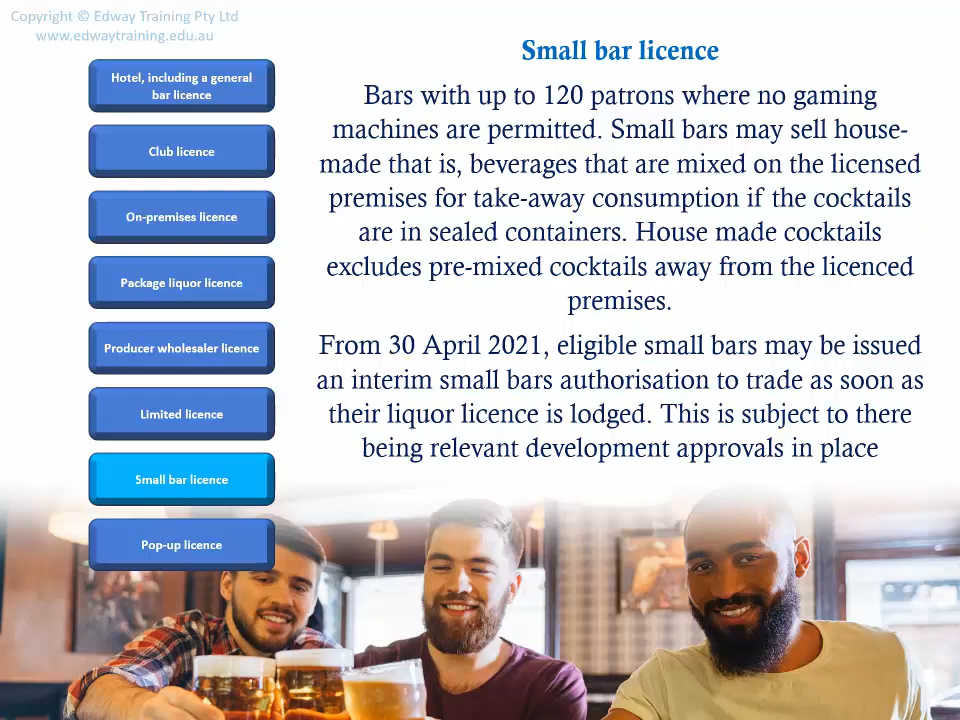 Copyright © Edway Training Pty Ltd
www.edwaytraining.edu.au
Hotel, including a general
bar licence
Club licence
On-premises licence
Package liquor licence
Producer wholesaler licence
Limited licence
Small bar licence
Pop-up licence
Small bar licence
Bars with up to 120 patrons where no gaming
machines are permitted. Small bars may sell house-
made that is, beverages that are mixed on the licensed
premises for take-away consumption if the cocktails
are in sealed containers. House made cocktails
excludes pre-mixed cocktails away from the licenced
premises.
From 30 April 2021, eligible small bars may be issued
an interim small bars authorisation to trade as soon as
their liquor licence is lodged. This is subject to there
being relevant development approvals in place